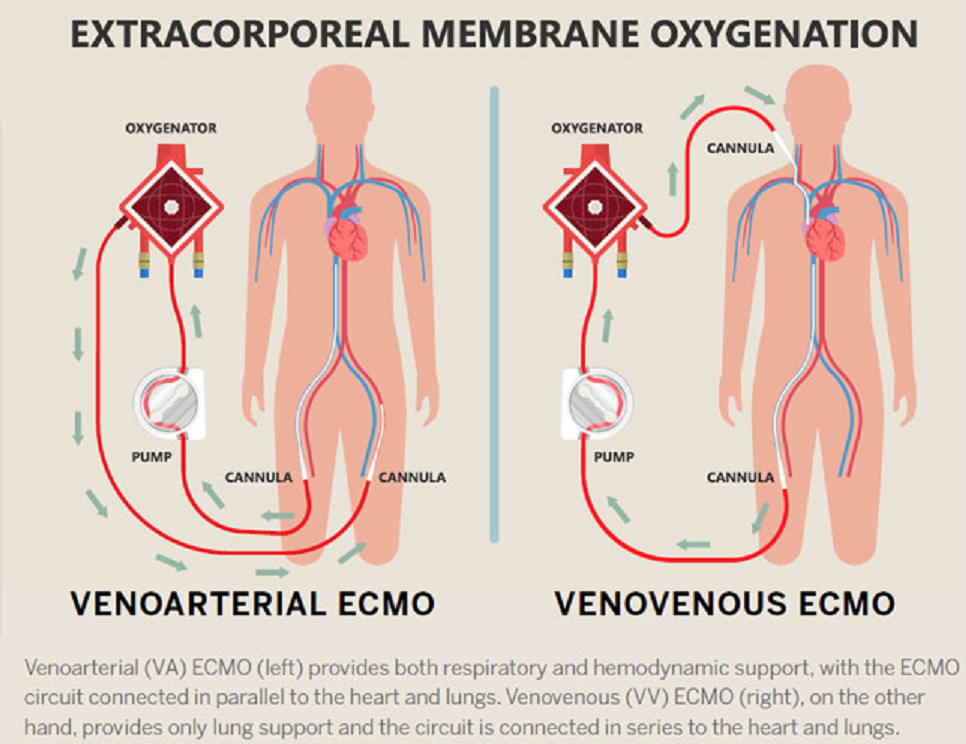 EXTRACORPOREAL MEMBRANE OXYGENATION
OXYGENATOR
PUMP
CANNULA
CANNULA
VENOARTERIAL ECMO
OXYGENATOR
CANNULA
PUMP
CANNULA
VENOVENOUS ECMO
Venoarterial (VA) ECMO (left) provides both respiratory and hemodynamic support, with the ECMO
circuit connected in parallel to the heart and lungs. Venovenous (VV) ECMO (right), on the other
hand, provides only lung support and the circuit is connected in series to the heart and lungs.